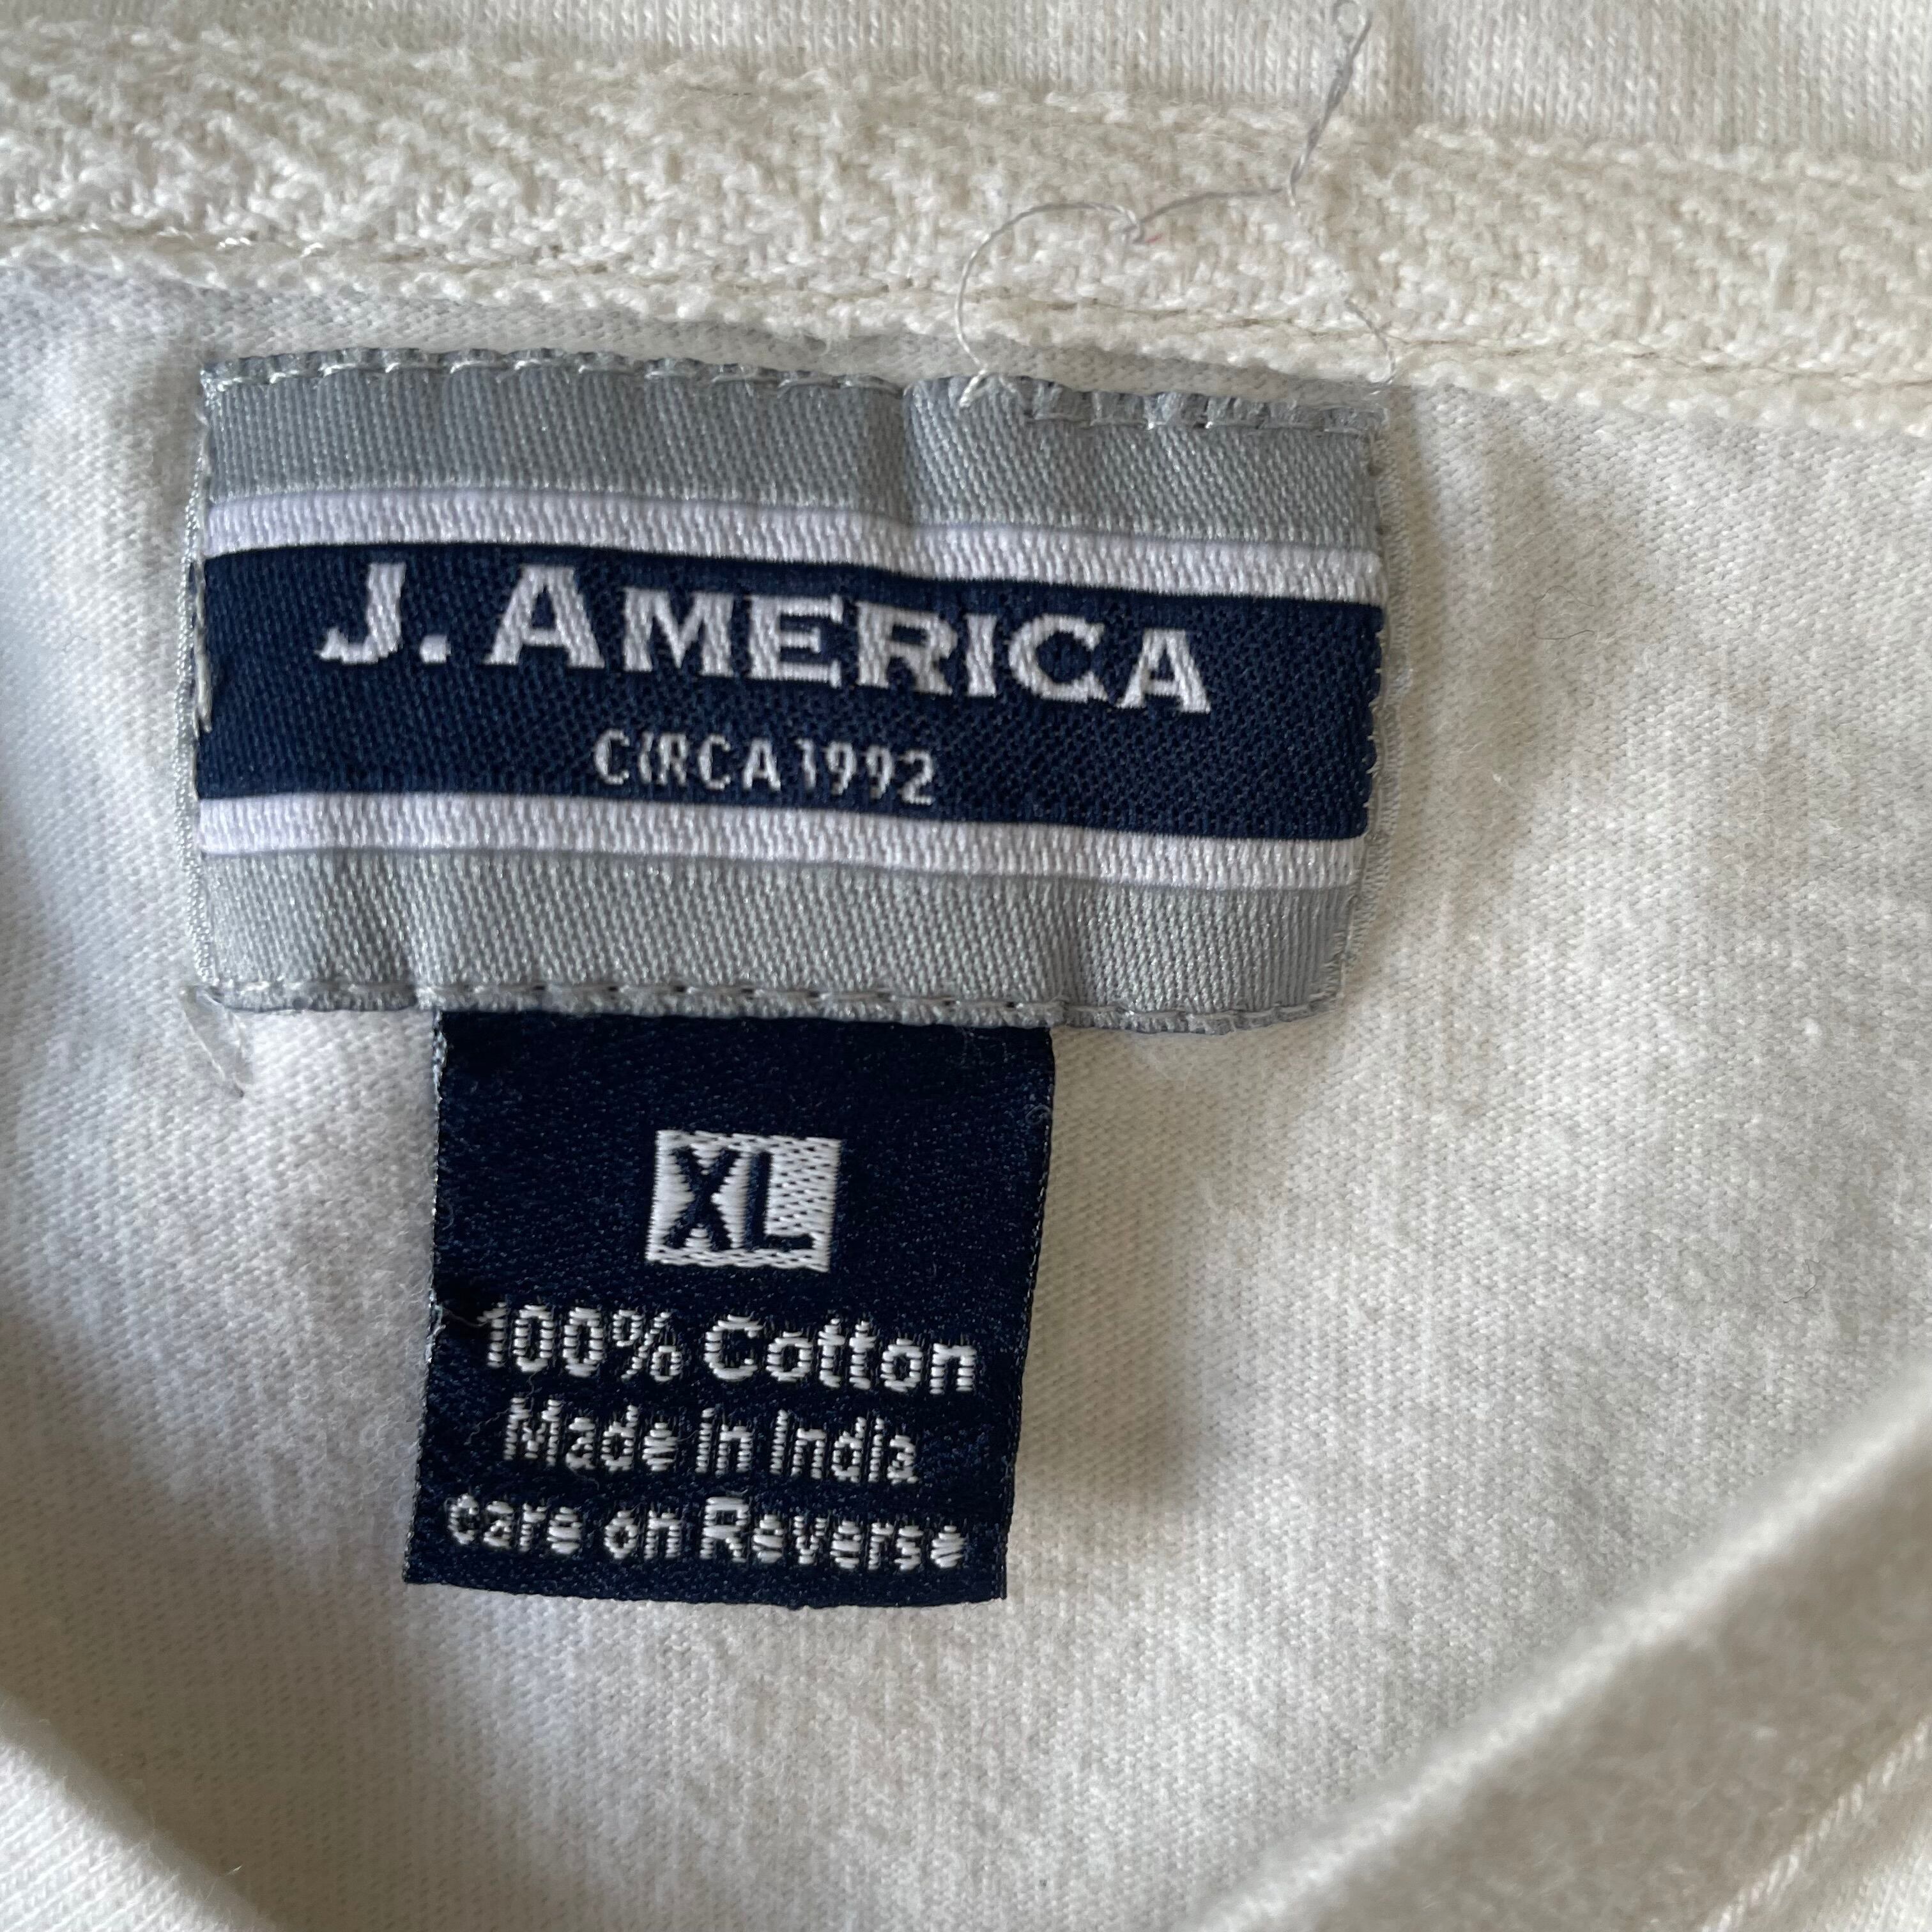 J. AMERICA
CIRCA 1992
XL
100% Cotton
Made in India
care on Reverse